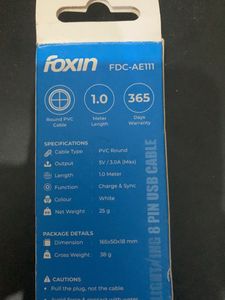 foxin FDC-AE111
1.0 365
Round PVC Meter Days
Cable Length Warranty
SPECIFICATIONS
Cable Type PVC Round
Output 5V / 3.0A (Max)
Length 1.0 Meter
Function Charge & Sync
Colour White
Net Weight 25 g
PACKAGE DETAILS
Dimension 165x50x18 mm
Gross Weight 38 g
CAUTIONS
Pull the plug, not the cable
8 PIN USB CABLE